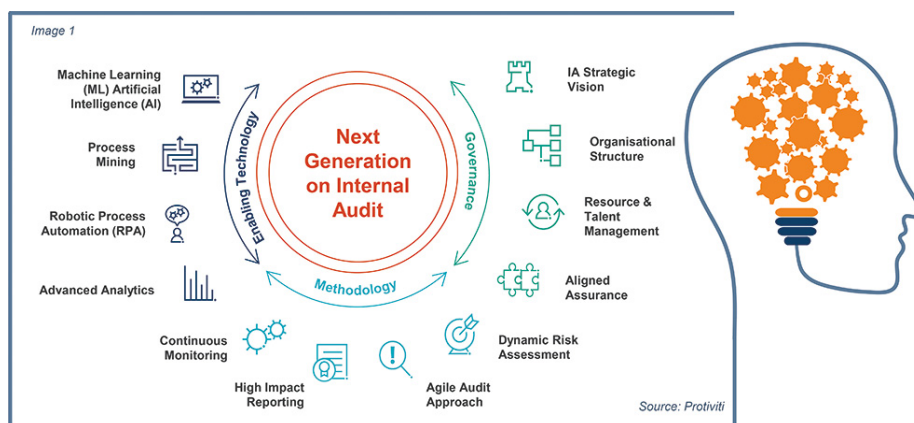 Image 1
Machine Learning
(ML) Artificial
Intelligence (AI)
Process
Mining
Robotic Process
Automation (RPA)
Advanced Analytics
Continuous
Monitoring
High Impact
Reporting
Agile Audit
Approach
Dynamic Risk
Assessment
Aligned
Assurance
Resource &
Talent
Management
Organisational
Structure
IA Strategic
Vision
Enabling Technology
Methodology
Governance
Next
Generation
on Internal
Audit
Source: Protiviti